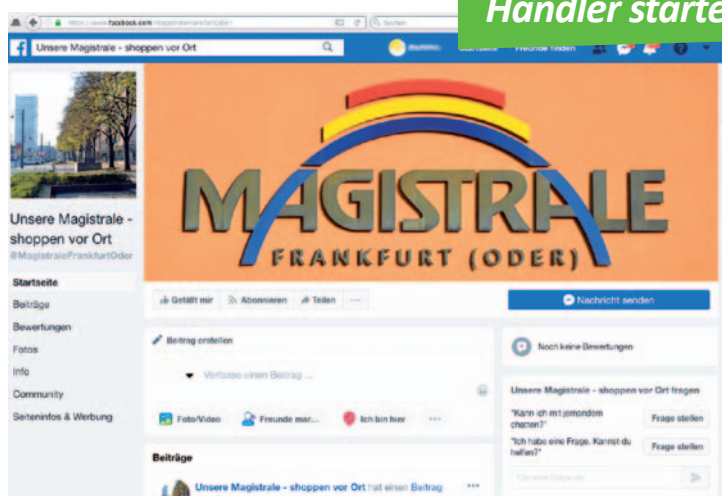 Händler starte
facebook.com
Suchen
Unsere Magistrale - shoppen vor Ort
Startseite
Freunde finden
MAGISTRALE
FRANKFURT (ODER)
Unsere Magistrale -
shoppen vor Ort
@MagistraleFrankfurtOder
Startseite
Beiträge
Bewertungen
Fotos
Info
Community
Seiteninfos & Werbung
Gefällt mir
Abonnieren
Teilen
Nachricht senden
Beitrag erstellen
Verfasse einen Beitrag ...
Foto/Video
Freunde mar...
Ich bin hier
Beiträge
Unsere Magistrale - shoppen vor Ort hat einen Beitrag
Noch keine Bewertungen
Unsere Magistrale - shoppen vor Ort fragen
"Kann ich mit jemandem
chatten?"
Frage stellen
"Ich habe eine Frage. Kannst du
helfen?"
Frage stellen